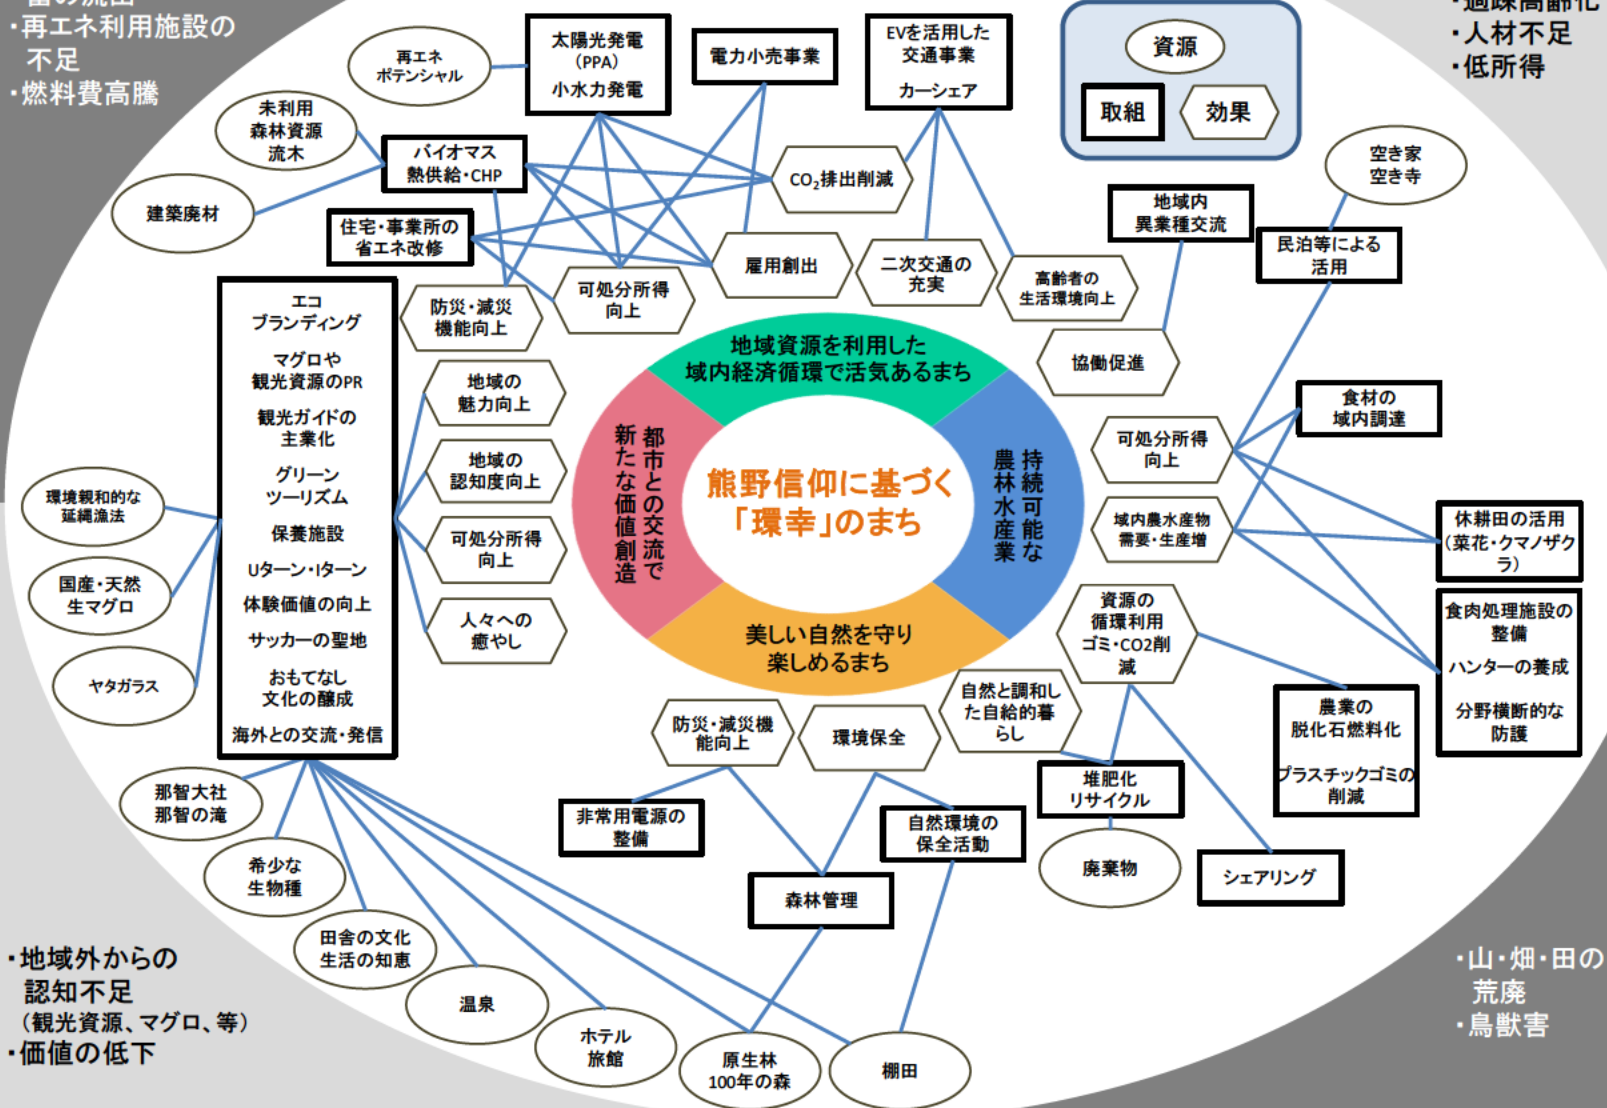 ・再エネ利用施設の
不足
・燃料費高騰
・人材不足
・低所得
資源
取組
効果
再エネ
ポテンシャル
太陽光発電
（PPA）
小水力発電
電力小売事業
EVを活用した
交通事業
カーシェア
未利用
森林資源
流木
バイオマス
熱供給・CHP
建築廃材
住宅・事業所の
省エネ改修
CO₂排出削減
雇用創出
二次交通の
充実
高齢者の
生活環境向上
地域内
異業種交流
空き家
空き寺
民泊等による
活用
防災・減災
機能向上
可処分所得
向上
協働促進
エコ
ブランディング
マグロや
観光資源のPR
観光ガイドの
主業化
グリーン
ツーリズム
保養施設
Uターン・Iターン
体験価値の向上
サッカーの聖地
おもてなし
文化の醸成
海外との交流・発信
地域の
魅力向上
地域の
認知度向上
可処分所得
向上
人々への
癒やし
地域資源を利用した
域内経済循環で活気あるまち
都市との交流で
新たな価値創造
熊野信仰に基づく
「環幸」のまち
持続可能な
農林水産業
美しい自然を守り
楽しめるまち
可処分所得
向上
食材の
域内調達
域内農水産物
需要・生産増
休耕田の活用
（菜花・クマノザク
ラ）
食肉処理施設の
整備
ハンターの養成
分野横断的な
防護
環境親和的な
延縄漁法
国産・天然
生マグロ
ヤタガラス
資源の
循環利用
ゴミ・CO2削
減
農業の
脱化石燃料化
プラスチックゴミの
削減
自然と調和し
た自給的暮
らし
防災・減災機
能向上
環境保全
堆肥化
リサイクル
非常用電源の
整備
自然環境の
保全活動
廃棄物
シェアリング
森林管理
那智大社
那智の滝
希少な
生物種
田舎の文化
生活の知恵
温泉
ホテル
旅館
原生林
100年の森
棚田
・地域外からの
認知不足
（観光資源、マグロ、等）
・価値の低下
・山・畑・田の
荒廃
・鳥獣害